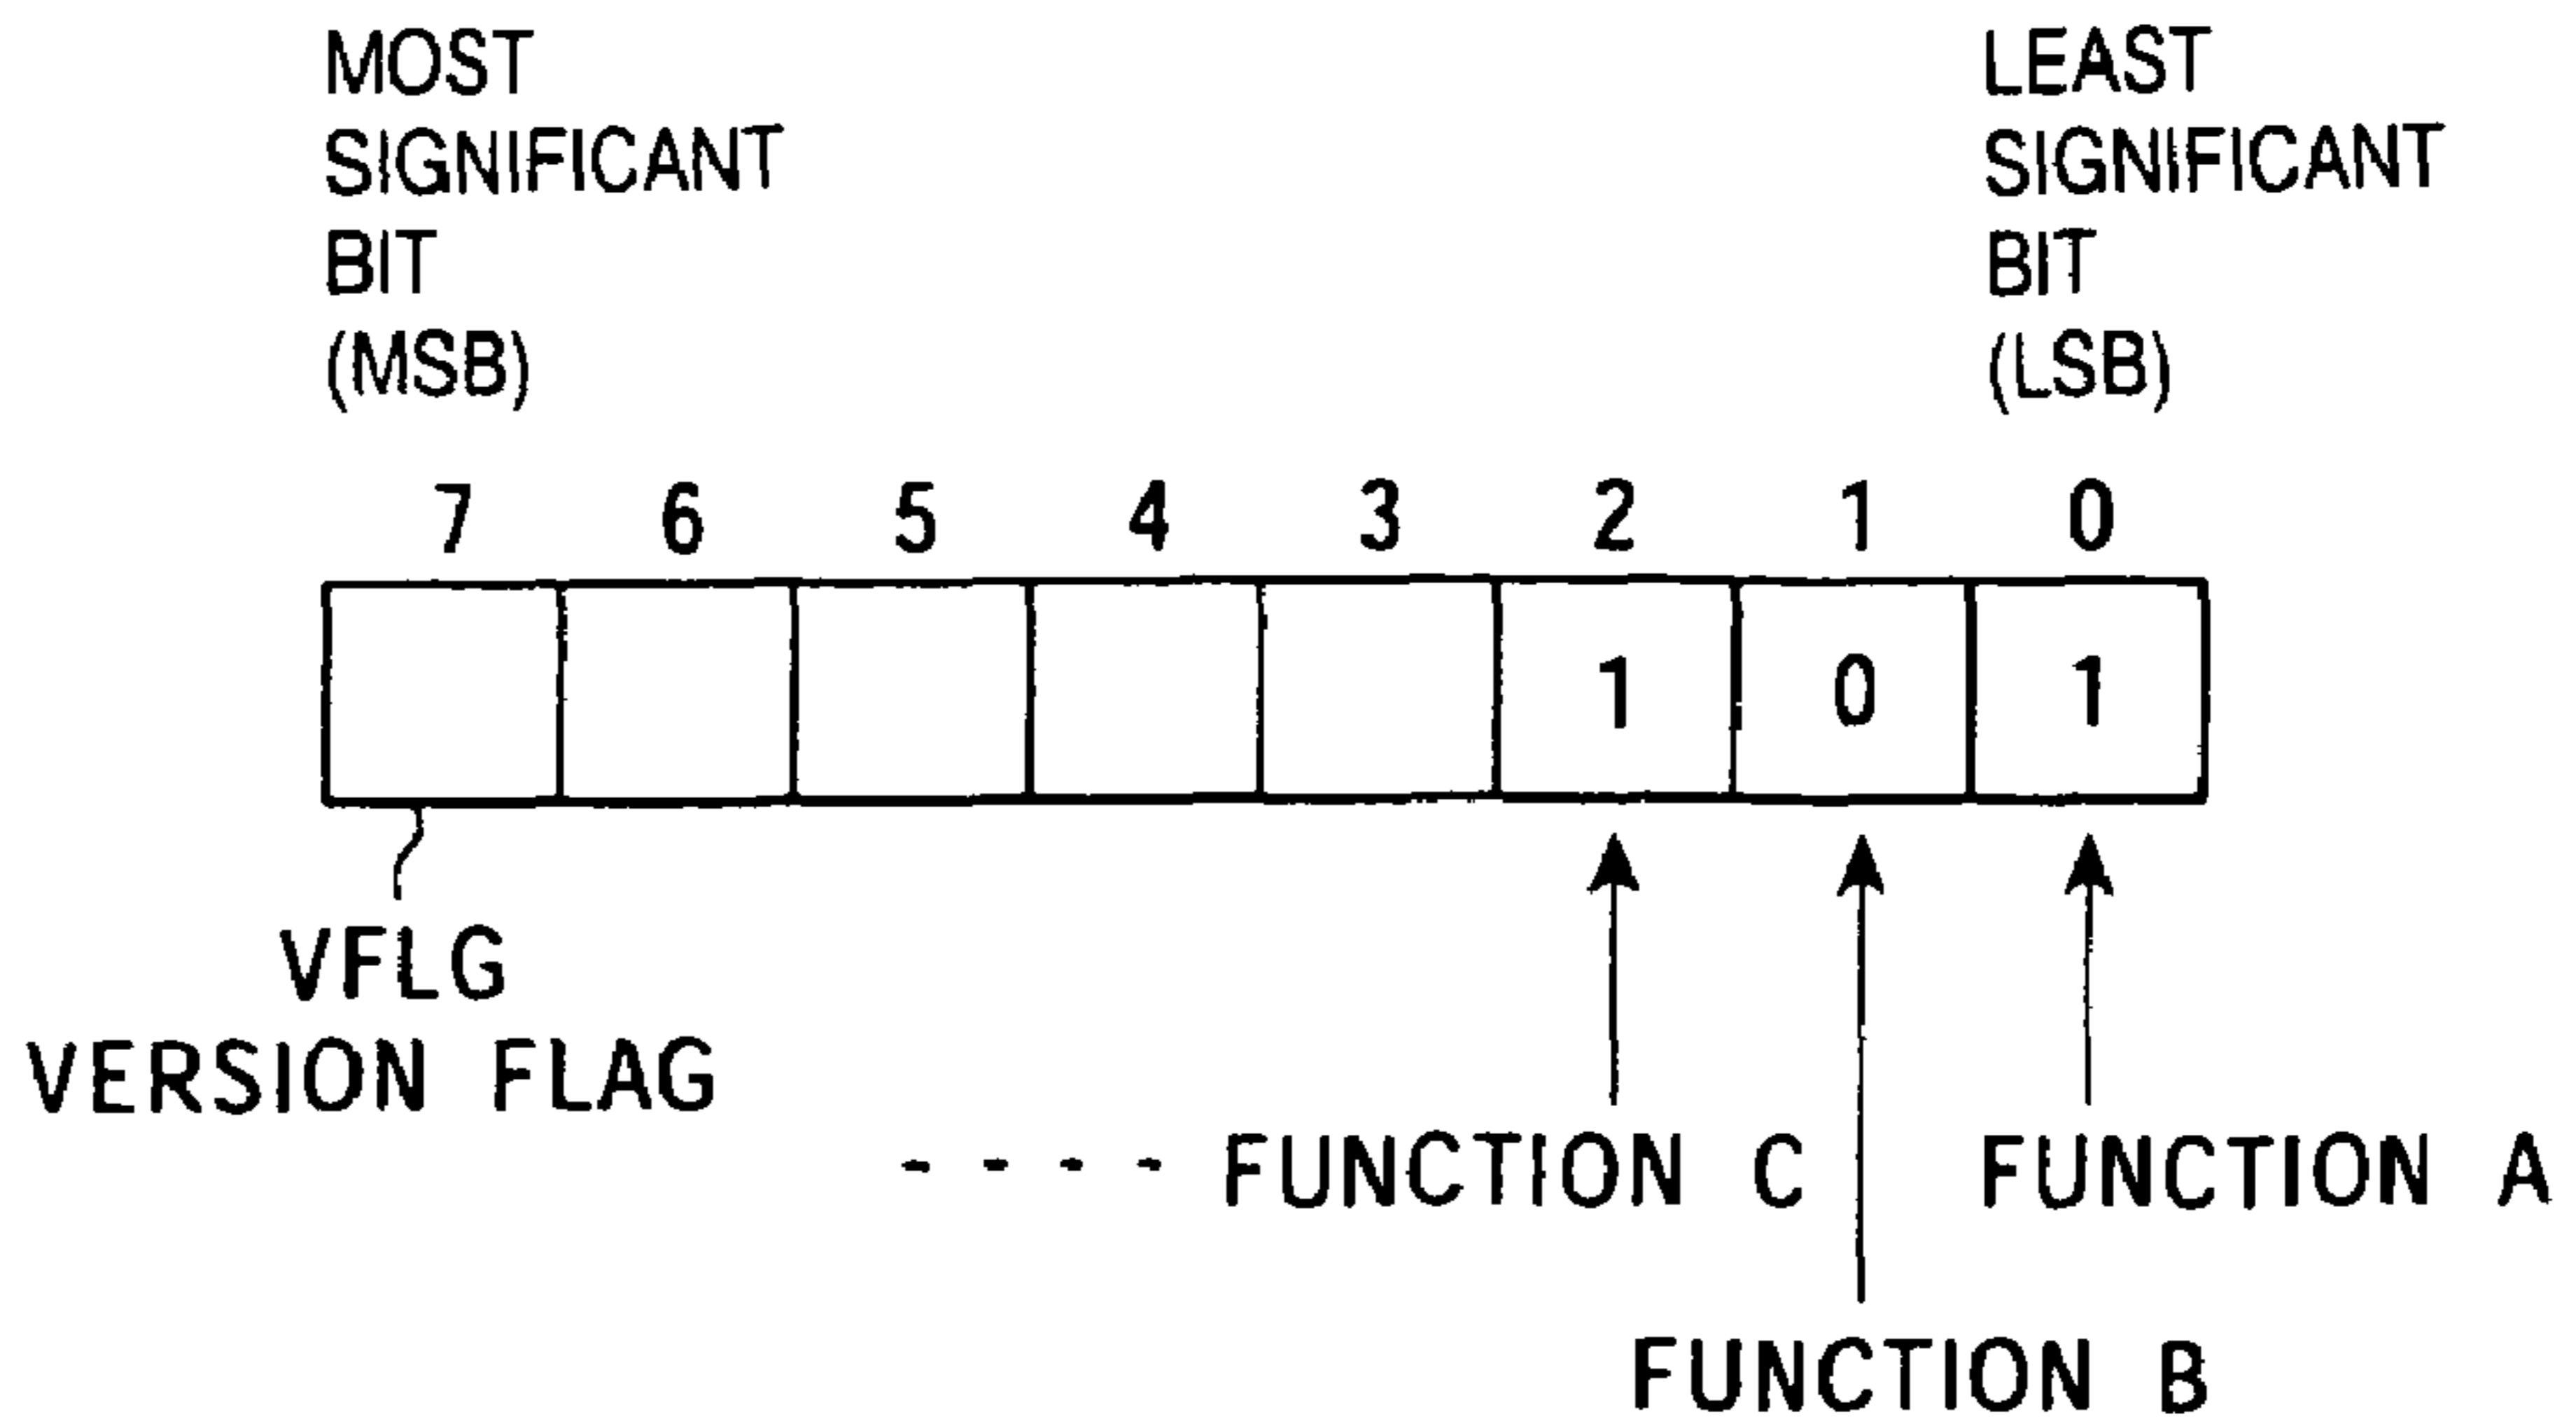 MOST
SIGNIFICANT
BIT
(MSB)
LEAST
SIGNIFICANT
BIT
(LSB)
7 6 5 4 3 2 1 0
1 0 1
VFLG
VERSION FLAG
- - - - FUNCTION C
FUNCTION A
FUNCTION B